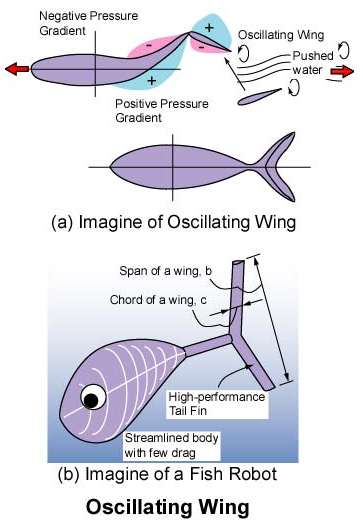 Negative Pressure
Gradient
Oscillating Wing
-
-
+
+
Pushed
water
Positive Pressure
Gradient
(a) Imagine of Oscillating Wing
Span of a wing, b
Chord of a wing, c
High-performance
Tail Fin
Streamlined body
with few drag
(b) Imagine of a Fish Robot
Oscillating Wing